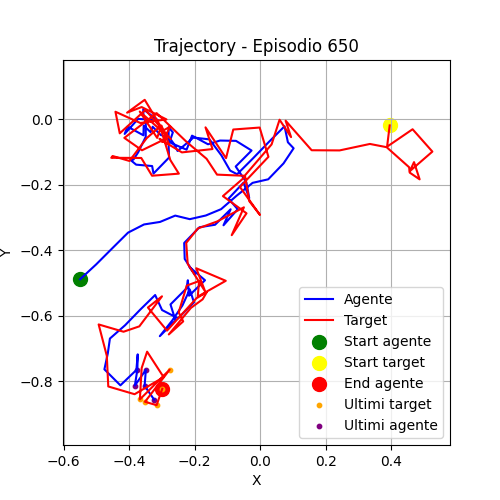 Trajectory - Episodio 650
0.0
−0.2
−0.4
−0.6
−0.8
Y
−0.6
−0.4
−0.2
0.0
0.2
0.4
X
Agente
Target
Start agente
Start target
End agente
Ultimi target
Ultimi agente